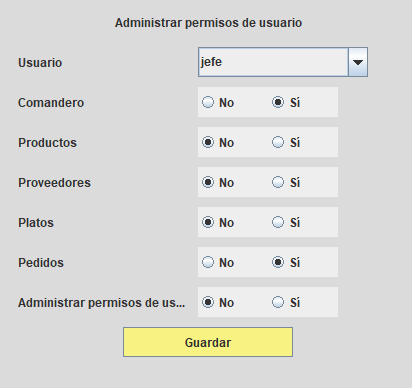 Administrar permisos de usuario
Usuario jefe
Comandero No Sí
Productos No Sí
Proveedores No Sí
Platos No Sí
Pedidos No Sí
Administrar permisos de us... No Sí
Guardar